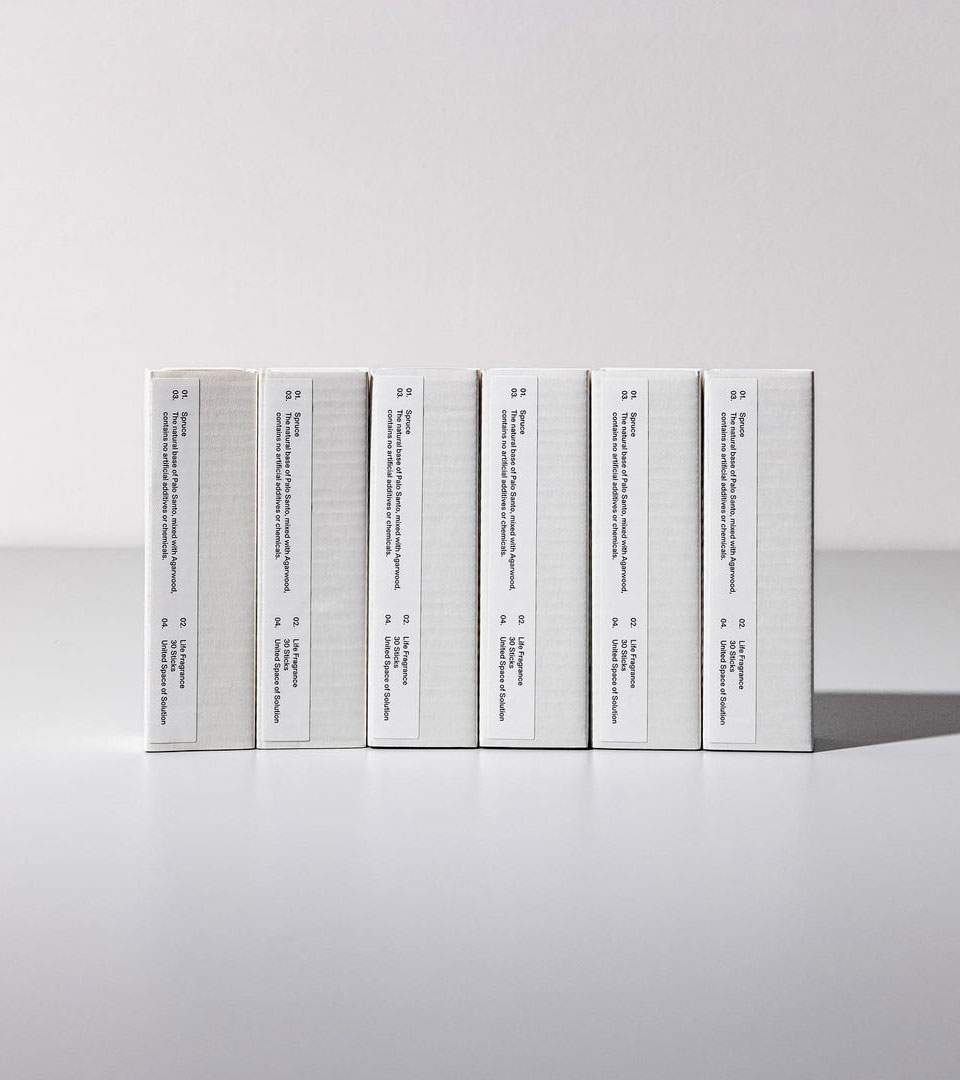 01. Spruce
03. The natural base of Palo Santo, mixed with Agarwood,
contains no artificial additives or chemicals.
02. Life Fragrance
30 Sticks
04. United Space of Solution
01. Spruce
03. The natural base of Palo Santo, mixed with Agarwood,
contains no artificial additives or chemicals.
02. Life Fragrance
30 Sticks
04. United Space of Solution
01. Spruce
03. The natural base of Palo Santo, mixed with Agarwood,
contains no artificial additives or chemicals.
02. Life Fragrance
30 Sticks
04. United Space of Solution
01. Spruce
03. The natural base of Palo Santo, mixed with Agarwood,
contains no artificial additives or chemicals.
02. Life Fragrance
30 Sticks
04. United Space of Solution
01. Spruce
03. The natural base of Palo Santo, mixed with Agarwood,
contains no artificial additives or chemicals.
02. Life Fragrance
30 Sticks
04. United Space of Solution
01. Spruce
03. The natural base of Palo Santo, mixed with Agarwood,
contains no artificial additives or chemicals.
02. Life Fragrance
30 Sticks
04. United Space of Solution